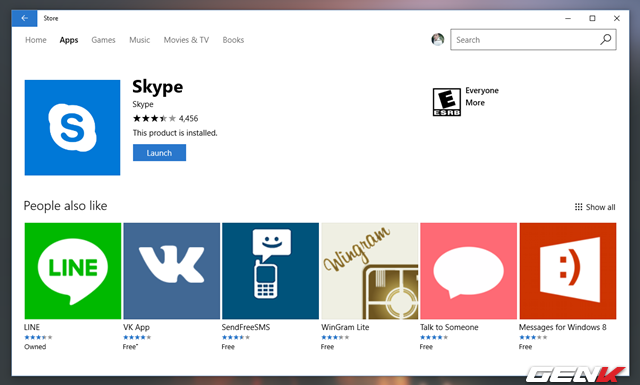 Store
Home Apps Games Music Movies & TV Books
Search
Skype
Skype
4,456
This product is installed.
Launch
E
ESRB
Everyone
More
People also like
Show all
LINE
VK
Wingram
:)
LINE
Owned
VK App
Free*
SendFreeSMS
Free
WinGram Lite
Free
Talk to Someone
Free
Messages for Windows 8
Free
GENK